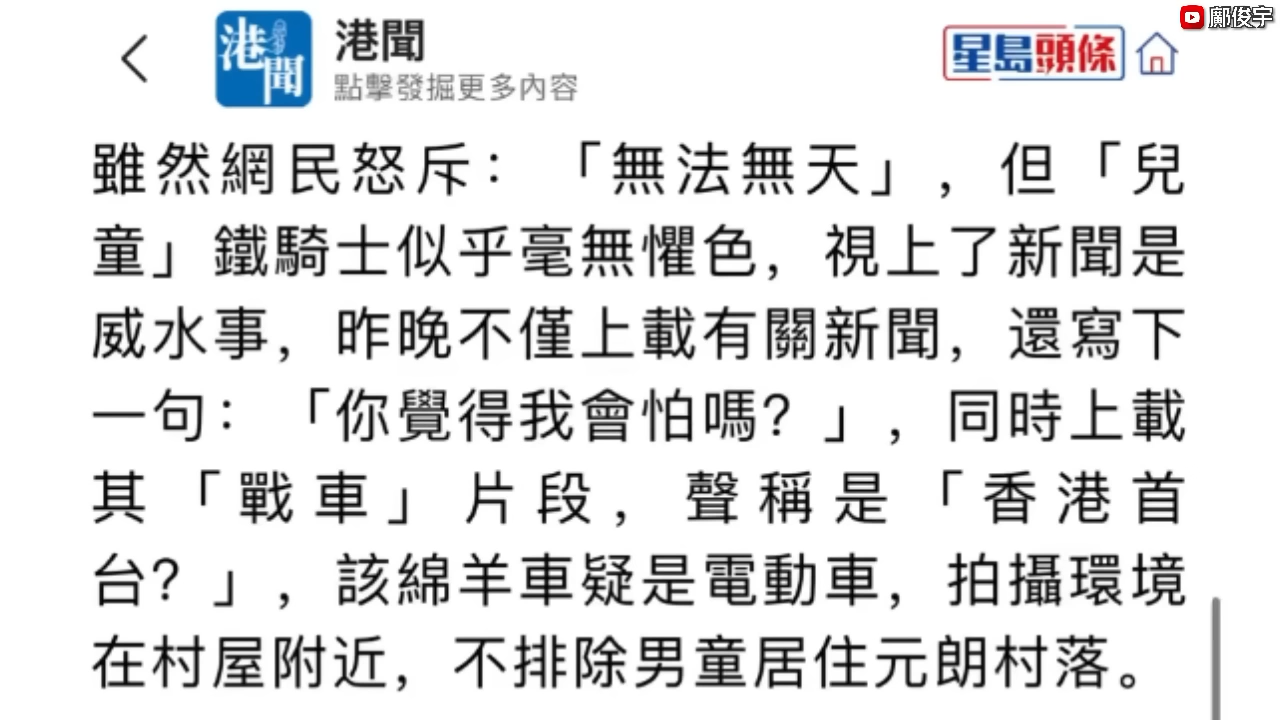 鄺俊宇
港聞
港聞
點擊發掘更多內容
星島頭條
雖然網民怒斥：「無法無天」，但「兒
童」鐵騎士似乎毫無懼色，視上了新聞是
威水事，昨晚不僅上載有關新聞，還寫下
一句：「你覺得我會怕嗎？」，同時上載
其「戰車」片段，聲稱是「香港首
台？」，該綿羊車疑是電動車，拍攝環境
在村屋附近，不排除男童居住元朗村落。